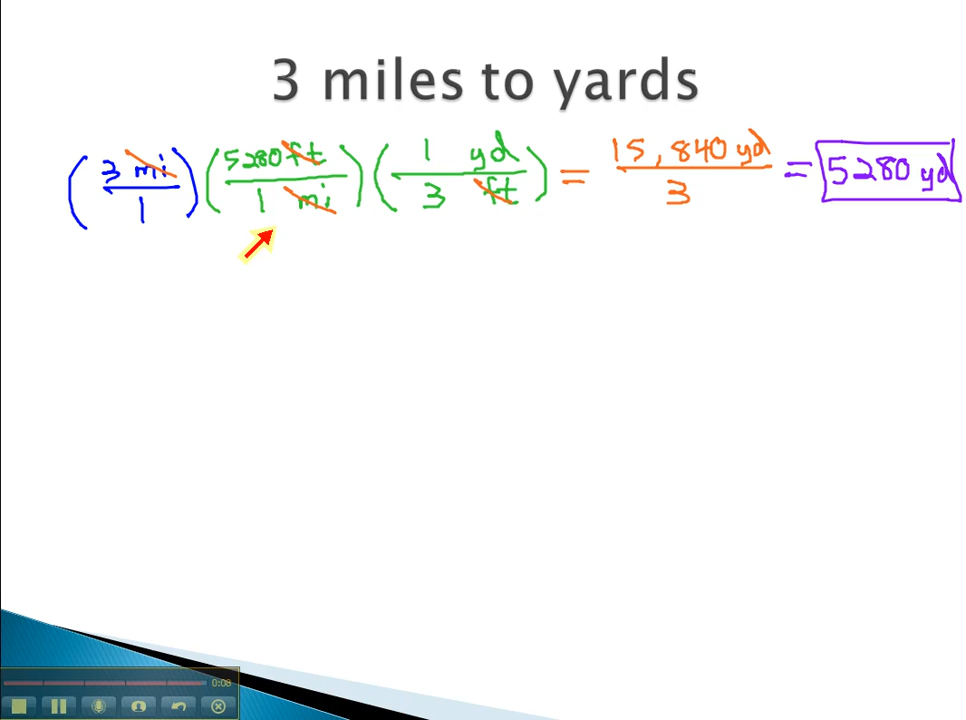 3 miles to yards
(3 mi / 1) (5280 ft / 1 mi) (1 yd / 3 ft) = 15,840 yd / 3 = 5280 yd
0:08